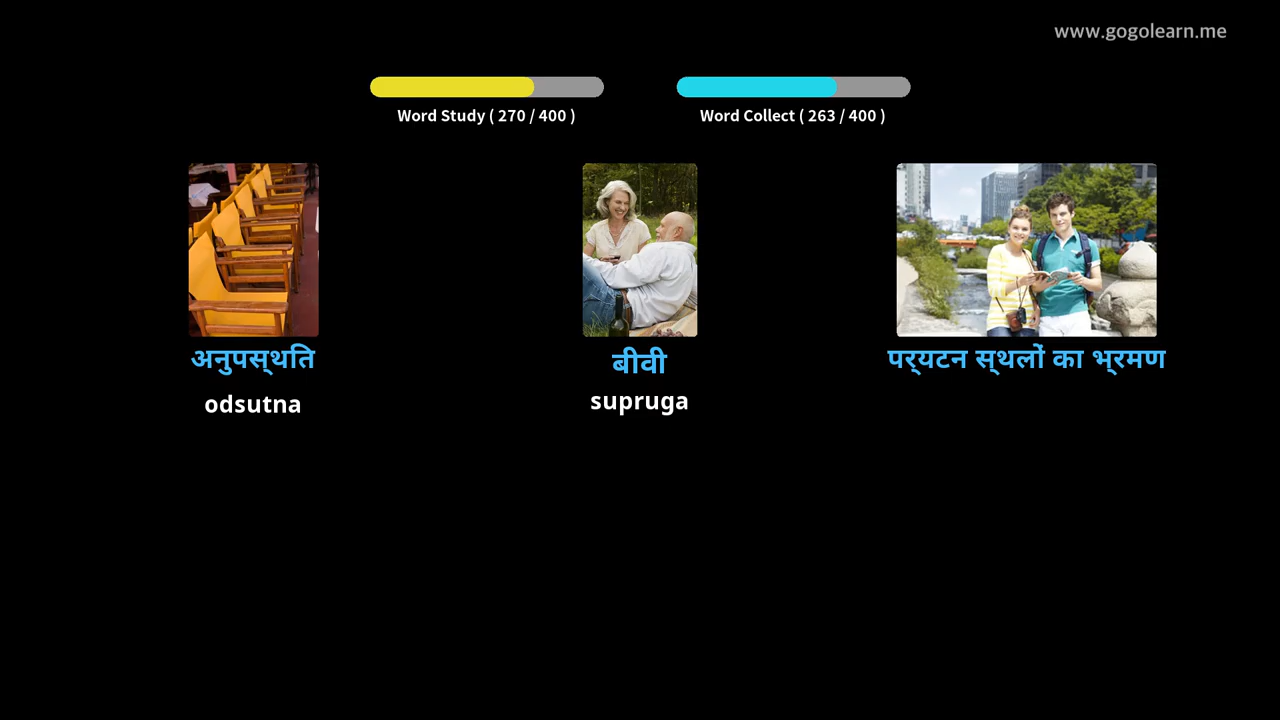 www.gogolearn.me
Word Study ( 270 / 400 )
Word Collect ( 263 / 400 )
अनुपस्थति
बीवी
पर्यटन स्थलों का भ्रमण
odsutna
supruga